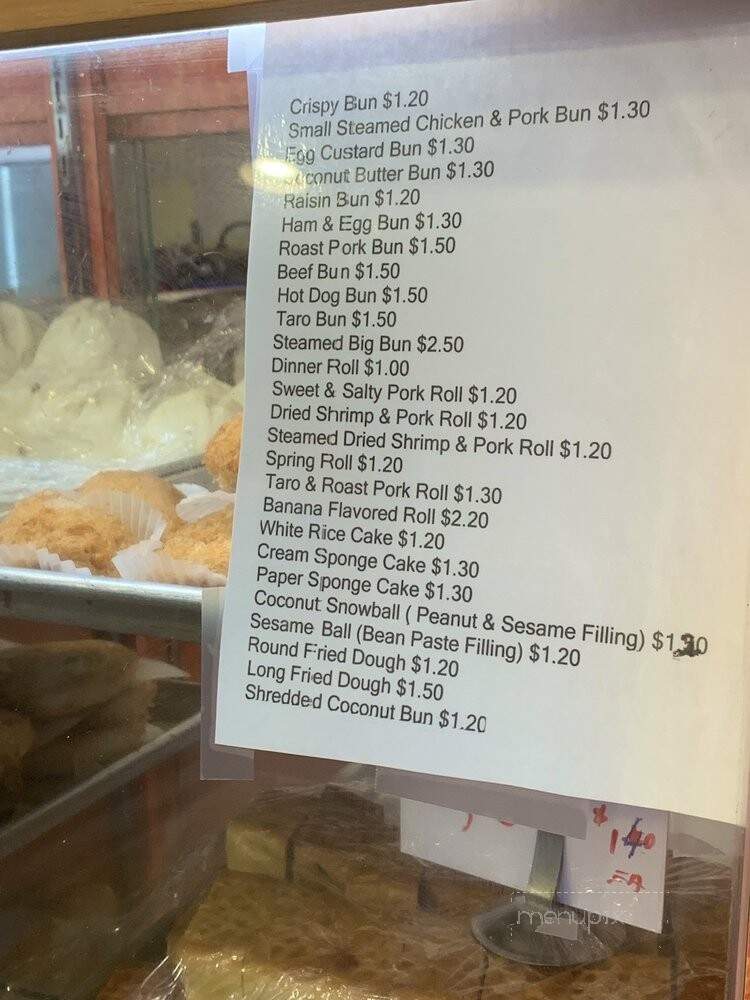 Crispy Bun $1.20
Small Steamed Chicken & Pork Bun $1.30
Egg Custard Bun $1.30
Coconut Butter Bun $1.30
Raisin Bun $1.20
Ham & Egg Bun $1.30
Roast Pork Bun $1.50
Beef Bun $1.50
Hot Dog Bun $1.50
Taro Bun $1.50
Steamed Big Bun $2.50
Dinner Roll $1.00
Sweet & Salty Pork Roll $1.20
Dried Shrimp & Pork Roll $1.20
Steamed Dried Shrimp & Pork Roll $1.20
Spring Roll $1.20
Taro & Roast Pork Roll $1.30
Banana Flavored Roll $2.20
White Rice Cake $1.20
Cream Sponge Cake $1.30
Paper Sponge Cake $1.30
Coconut Snowball ( Peanut & Sesame Filling)
Sesame Ball (Bean Paste Filling) $1.20
Round Fried Dough $1.20
Long Fried Dough $1.50
Shredded Coconut Bun $1.20
$
EA
menupix